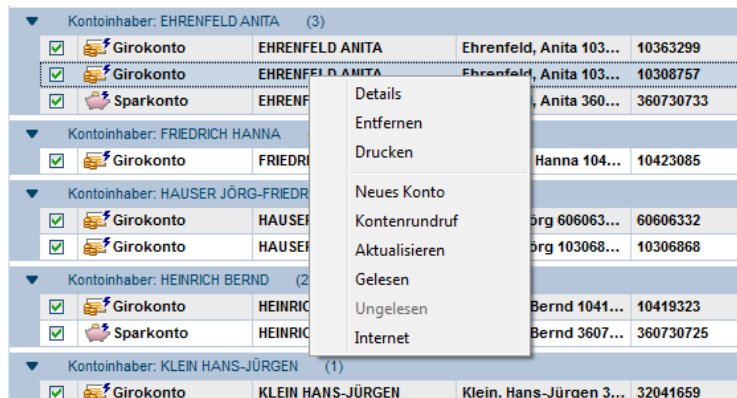 Kontoinhaber: EHRENFELD ANITA (3)
Girokonto EHRENFELD ANITA Ehrenfeld, Anita 103... 10363299
Girokonto EHRENFELD ANITA Ehrenfeld, Anita 103... 10308757
Sparkonto EHRENF , Anita 360... 360730733
Kontoinhaber: FRIEDRICH HANNA
Girokonto FRIEDRI Hanna 104... 10423085
Kontoinhaber: HAUSER JÖRG-FRIEDR
Girokonto HAUSER örg 606063... 60606332
Girokonto HAUSER örg 103068... 10306868
Kontoinhaber: HEINRICH BERND (2
Girokonto HEINRIC Bernd 1041... 10419323
Sparkonto HEINRIC Bernd 3607... 360730725
Kontoinhaber: KLEIN HANS-JÜRGEN (1)
Girokonto KLEIN HANS-JÜRGEN Klein, Hans-Jürgen 3... 32041659
Details
Entfernen
Drucken
Neues Konto
Kontenrundruf
Aktualisieren
Gelesen
Ungelesen
Internet